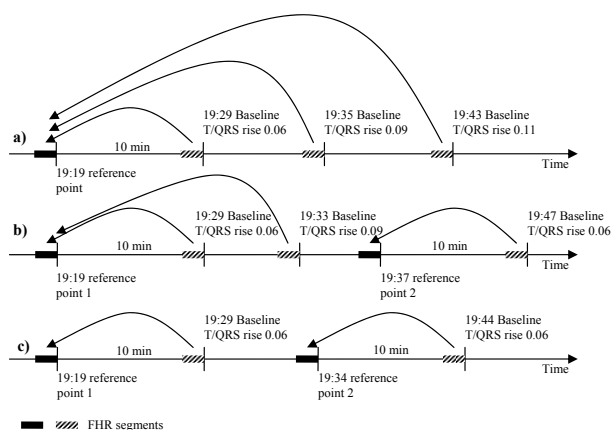 19:29 Baseline
T/QRS rise 0.06
19:35 Baseline
T/QRS rise 0.09
19:43 Baseline
T/QRS rise 0.11
a)
10 min
Time
19:19 reference
point
19:29 Baseline
T/QRS rise 0.06
19:33 Baseline
T/QRS rise 0.09
19:47 Baseline
T/QRS rise 0.06
b)
10 min
10 min
Time
19:19 reference
point 1
19:37 reference
point 2
19:29 Baseline
T/QRS rise 0.06
19:44 Baseline
T/QRS rise 0.06
c)
10 min
10 min
Time
19:19 reference
point 1
19:34 reference
point 2
FHR segments